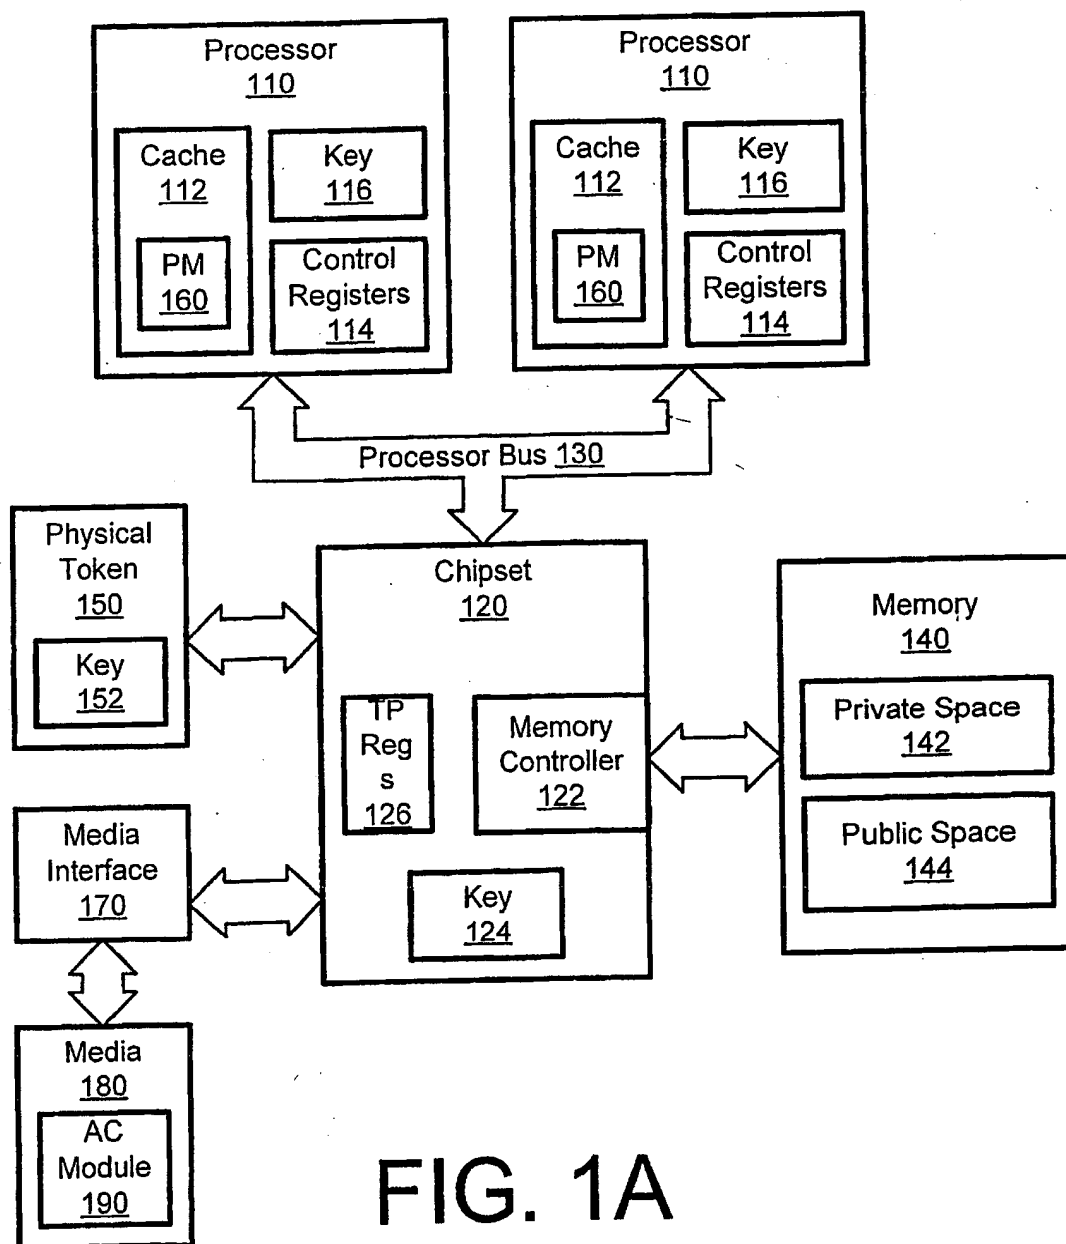 Processor
110
Cache
112
PM
160
Key
116
Control
Registers
114
Processor
110
Cache
112
PM
160
Key
116
Control
Registers
114
Processor Bus 130
Physical
Token
150
Key
152
Chipset
120
TP
Reg
s
126
Memory
Controller
122
Key
124
Memory
140
Private Space
142
Public Space
144
Media
Interface
170
Media
180
AC
Module
190
FIG. 1A